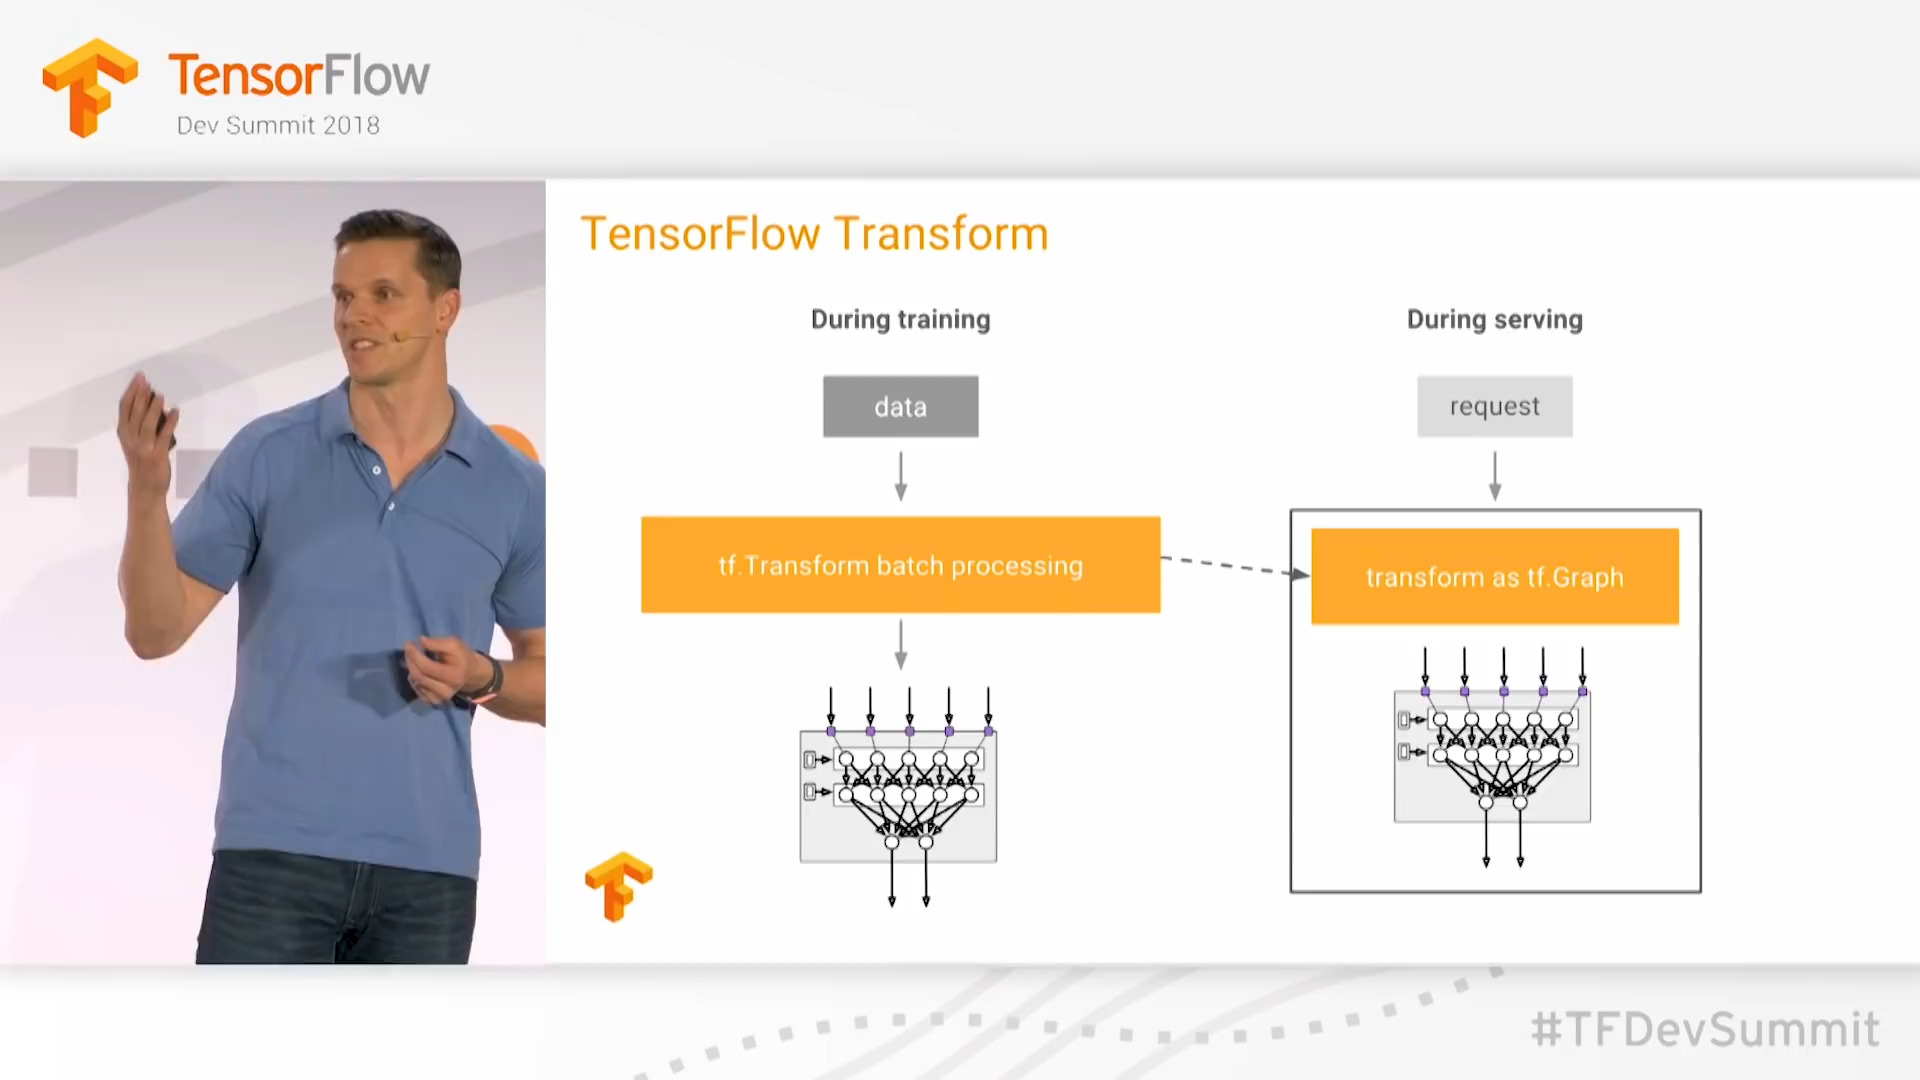 TensorFlow
Dev Summit 2018
TensorFlow Transform
During training
During serving
data
request
tf.Transform batch processing
transform as tf.Graph
#TFDevSummit